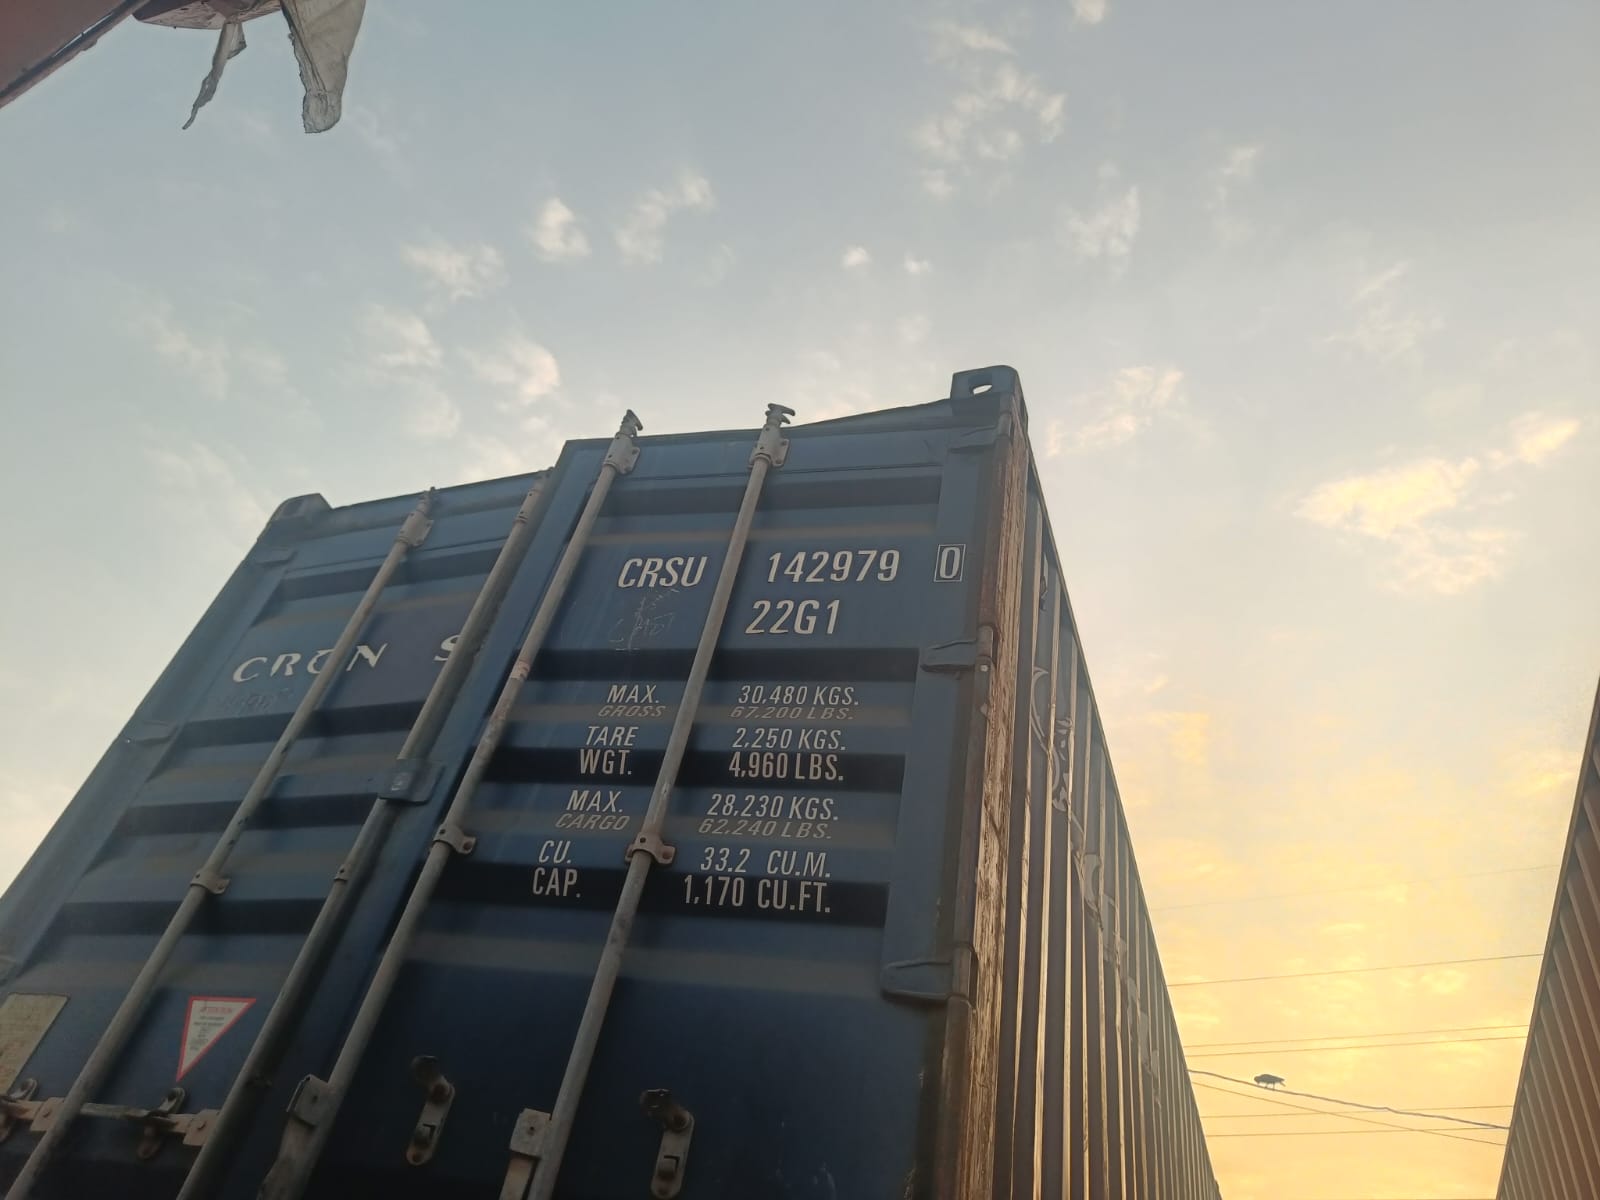 CRSU 142979 0
22G1
CRON S
MAX. 30,480 KGS.
GROSS 67,200 LBS.
TARE 2,250 KGS.
WGT. 4,960 LBS.
MAX. 28,230 KGS.
CARGO 62,240 LBS.
CU. 33.2 CU.M.
CAP. 1,170 CU.FT.